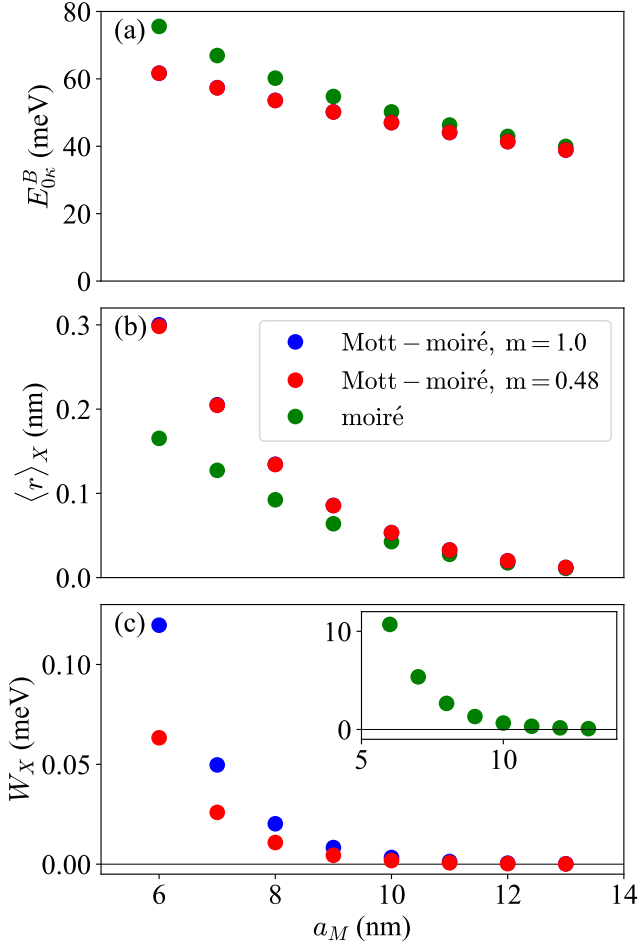 (a)
80
60
40
20
0
E^B_{0κ} (meV)
(b)
0.3
0.2
0.1
0.0
⟨r⟩_X (nm)
Mott – moiré, m = 1.0
Mott – moiré, m = 0.48
moiré
(c)
0.10
0.05
0.00
W_X (meV)
10
0
5
10
6
8
10
12
14
a_M (nm)